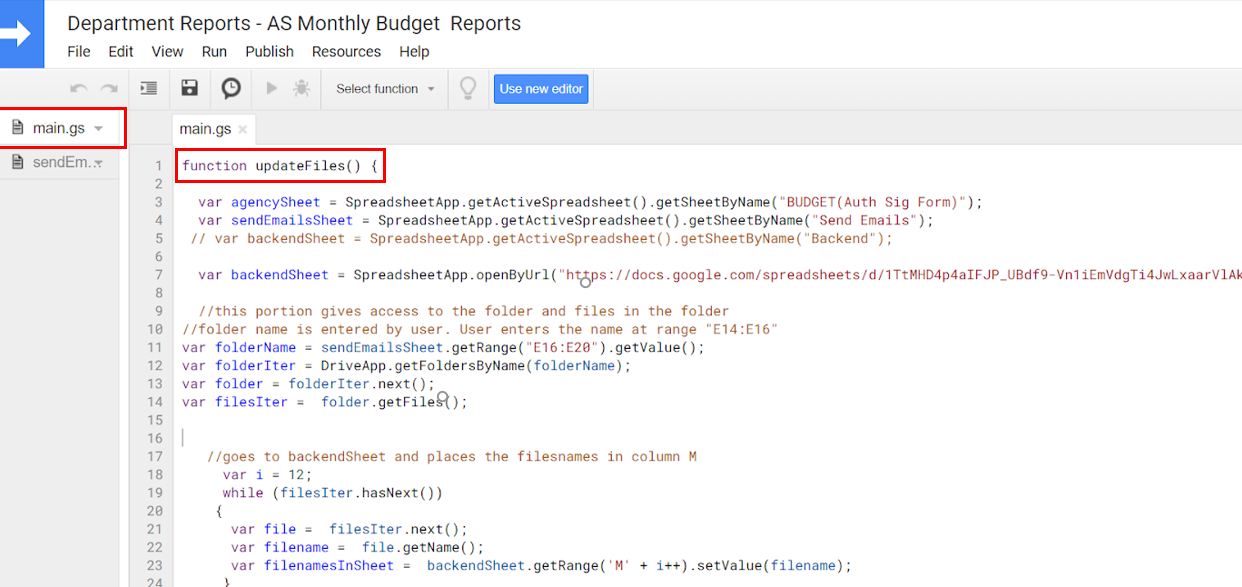 Department Reports - AS Monthly Budget  Reports
File Edit View Run Publish Resources Help
Select function Use new editor
main.gs
sendEm...
main.gs
1 function updateFiles() {
2
3   var agencySheet = SpreadsheetApp.getActiveSpreadsheet().getSheetByName("BUDGET(Auth Sig Form)");
4   var sendEmailsSheet = SpreadsheetApp.getActiveSpreadsheet().getSheetByName("Send Emails");
5  // var backendSheet = SpreadsheetApp.getActiveSpreadsheet().getSheetByName("Backend");
6
7   var backendSheet = SpreadsheetApp.openByUrl("https://docs.google.com/spreadsheets/d/1TtMHD4p4aIFJP_UBdf9-Vn1iEmVdgTi4JwLxaarVlAk
8
9   //this portion gives access to the folder and files in the folder
10 //folder name is entered by user. User enters the name at range "E14:E16"
11 var folderName = sendEmailsSheet.getRange("E16:E20").getValue();
12 var folderIter = DriveApp.getFoldersByName(folderName);
13 var folder = folderIter.next();
14 var filesIter =  folder.getFiles();
15
16
17    //goes to backendSheet and places the filesnames in column M
18      var i = 12;
19      while (filesIter.hasNext())
20     {
21       var file =  filesIter.next();
22       var filename =  file.getName();
23       var filenamesInSheet =  backendSheet.getRange('M' + i++).setValue(filename);
24      }